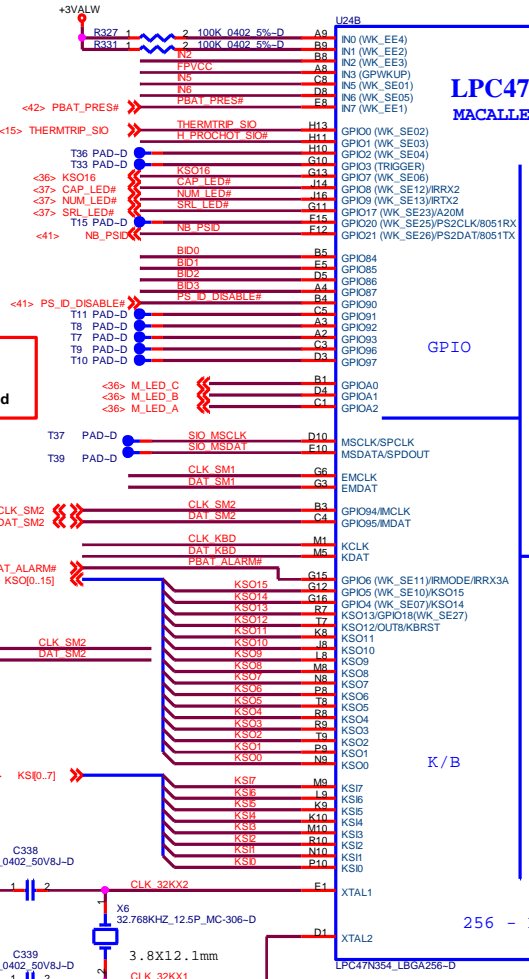 +3VALW
U24B
R327 1 2 100K_0402_5%~D A9 IN0 (WK_EE4)
R331 1 2 100K_0402_5%~D B9 IN1 (WK_EE2)
IN2 B8 IN2 (WK_EE3)
FPVCC A8 IN3 (GPWKUP)
IN5 C8 IN5 (WK_SE01)
IN6 D8 IN6 (WK_SE05)
<42> PBAT_PRES# PBAT_PRES# E8 IN7 (WK_EE1)
LPC47
MACALLE
<15> THERMTRIP_SIO THERMTRIP_SIO H13 GPIO0 (WK_SE02)
H_PROCHOT_SIO# H11 GPIO1 (WK_SE03)
T36 PAD~D H10 GPIO2 (WK_SE04)
T33 PAD~D G10 GPIO3 (TRIGGER)
<36> KSO16 KSO16 G13 GPIO7 (WK_SE06)
<37> CAP_LED# CAP_LED# J14 GPIO8 (WK_SE12)/IRRX2
<37> NUM_LED# NUM_LED# J16 GPIO9 (WK_SE13)/IRTX2
<37> SRL_LED# SRL_LED# G11 GPIO17 (WK_SE23)/A20M
T15 PAD~D F15 GPIO20 (WK_SE25)/PS2CLK/8051RX
<41> NB_PSID NB_PSID F12 GPIO21 (WK_SE26)/PS2DAT/8051TX
BID0 B5 GPIO84
BID1 E5 GPIO85
BID2 D5 GPIO86
BID3 A4 GPIO87
<41> PS_ID_DISABLE# PS_ID_DISABLE# B4 GPIO90
T11 PAD~D C5 GPIO91
T8 PAD~D A3 GPIO92
T7 PAD~D A2 GPIO93
T9 PAD~D C3 GPIO96
T10 PAD~D D3 GPIO97
GPIO
<36> M_LED_C B1 GPIOA0
<36> M_LED_B D4 GPIOA1
<36> M_LED_A C1 GPIOA2
d
T37 PAD~D SIO_MSCLK D10 MSCLK/SPCLK
T39 PAD~D SIO_MSDAT E10 MSDATA/SPDOUT
CLK_SM1 G6 EMCLK
DAT_SM1 G3 EMDAT
CLK_SM2 CLK_SM2 B3 GPIO94/IMCLK
DAT_SM2 DAT_SM2 C4 GPIO95/IMDAT
CLK_KBD M1 KCLK
DAT_KBD M5 KDAT
AT_ALARM# PBAT_ALARM# G15 GPIO6 (WK_SE11)/IRMODE/IRRX3A
KSO[0..15] KSO15 G12 GPIO5 (WK_SE10)/KSO15
KSO14 G16 GPIO4 (WK_SE07)/KSO14
KSO13 R7 KSO13/GPIO18(WK_SE27)
KSO12 T7 KSO12/OUT8/KBRST
KSO11 K8 KSO11
KSO10 J8 KSO10
KSO9 L8 KSO9
KSO8 M8 KSO8
KSO7 N8 KSO7
KSO6 P8 KSO6
KSO5 T8 KSO5
KSO4 R8 KSO4
KSO3 R9 KSO3
KSO2 T9 KSO2
KSO1 P9 KSO1
KSO0 N9 KSO0
CLK_SM2
DAT_SM2
K/B
KSI[0..7]
KSI7 M9 KSI7
KSI6 L9 KSI6
KSI5 K9 KSI5
KSI4 K10 KSI4
KSI3 M10 KSI3
KSI2 R10 KSI2
KSI1 N10 KSI1
KSI0 P10 KSI0
C338
_0402_50V8J~D
1 2 CLK_32KX2 E1 XTAL1
1
X6
32.768KHZ_12.5P_MC-306~D
256 -
D1 XTAL2
C339
3.8X12.1mm
_0402_50V8J~D
2
LPC47N354_LBGA256~D
1 2 CLK_32KX1